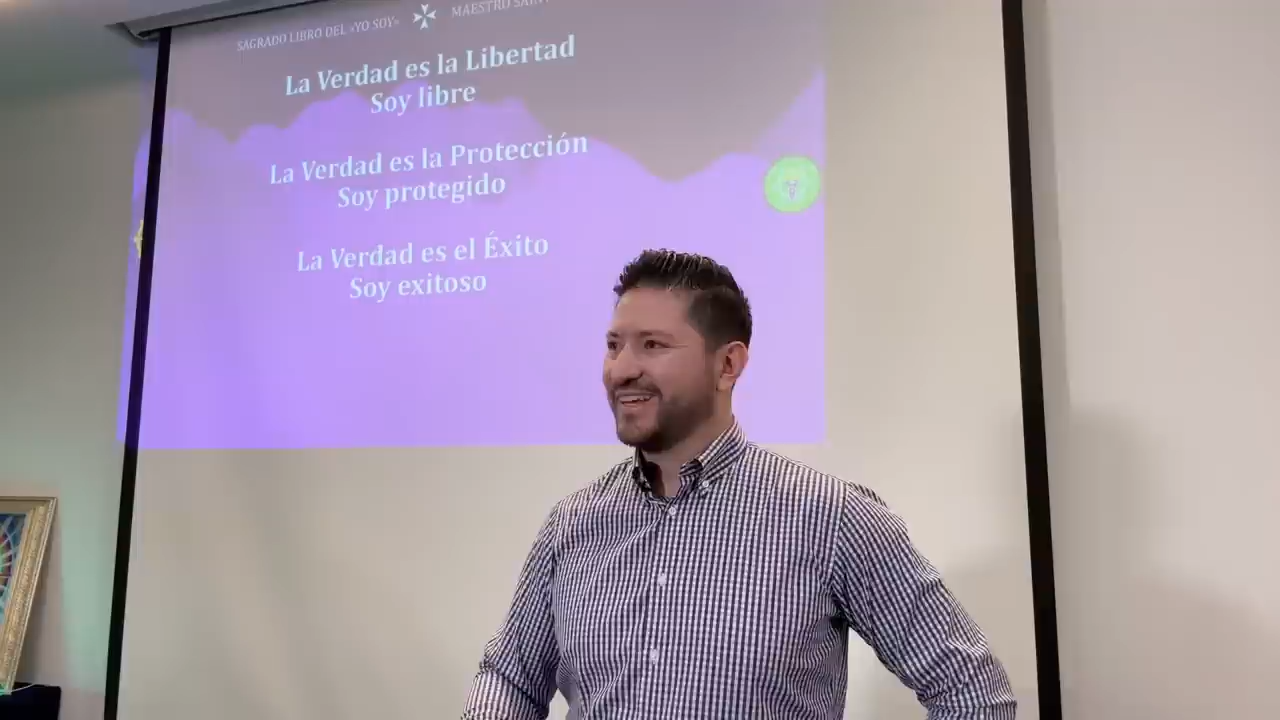 SAGRADO LIBRO DEL «YO SOY» MAESTRO
La Verdad es la Libertad
Soy libre
La Verdad es la Protección
Soy protegido
La Verdad es el Éxito
Soy exitoso